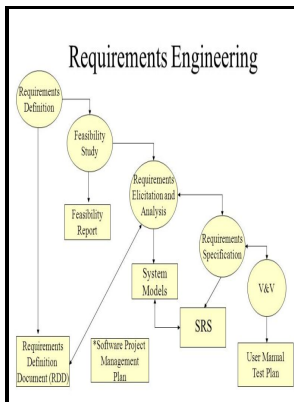 Requirements Engineering
Requirements
Definition
Feasibility
Study
Requirements
Elicitation and
Analysis
Feasibility
Report
Requirements
Specification
System
Models
V&V
SRS
Requirements
Definition
Document (RDD)
*Software Project
Management
Plan
User Manual
Test Plan